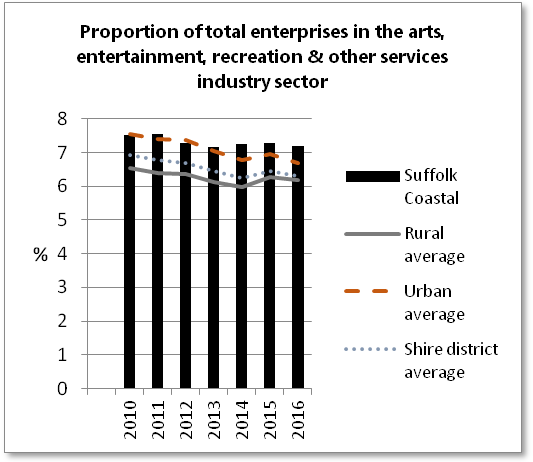 Proportion of total enterprises in the arts,
entertainment, recreation & other services
industry sector
8
7
6
5
4
3
2
1
0
%
2010
2011
2012
2013
2014
2015
2016
Suffolk
Coastal
Rural
average
Urban
average
Shire district
average